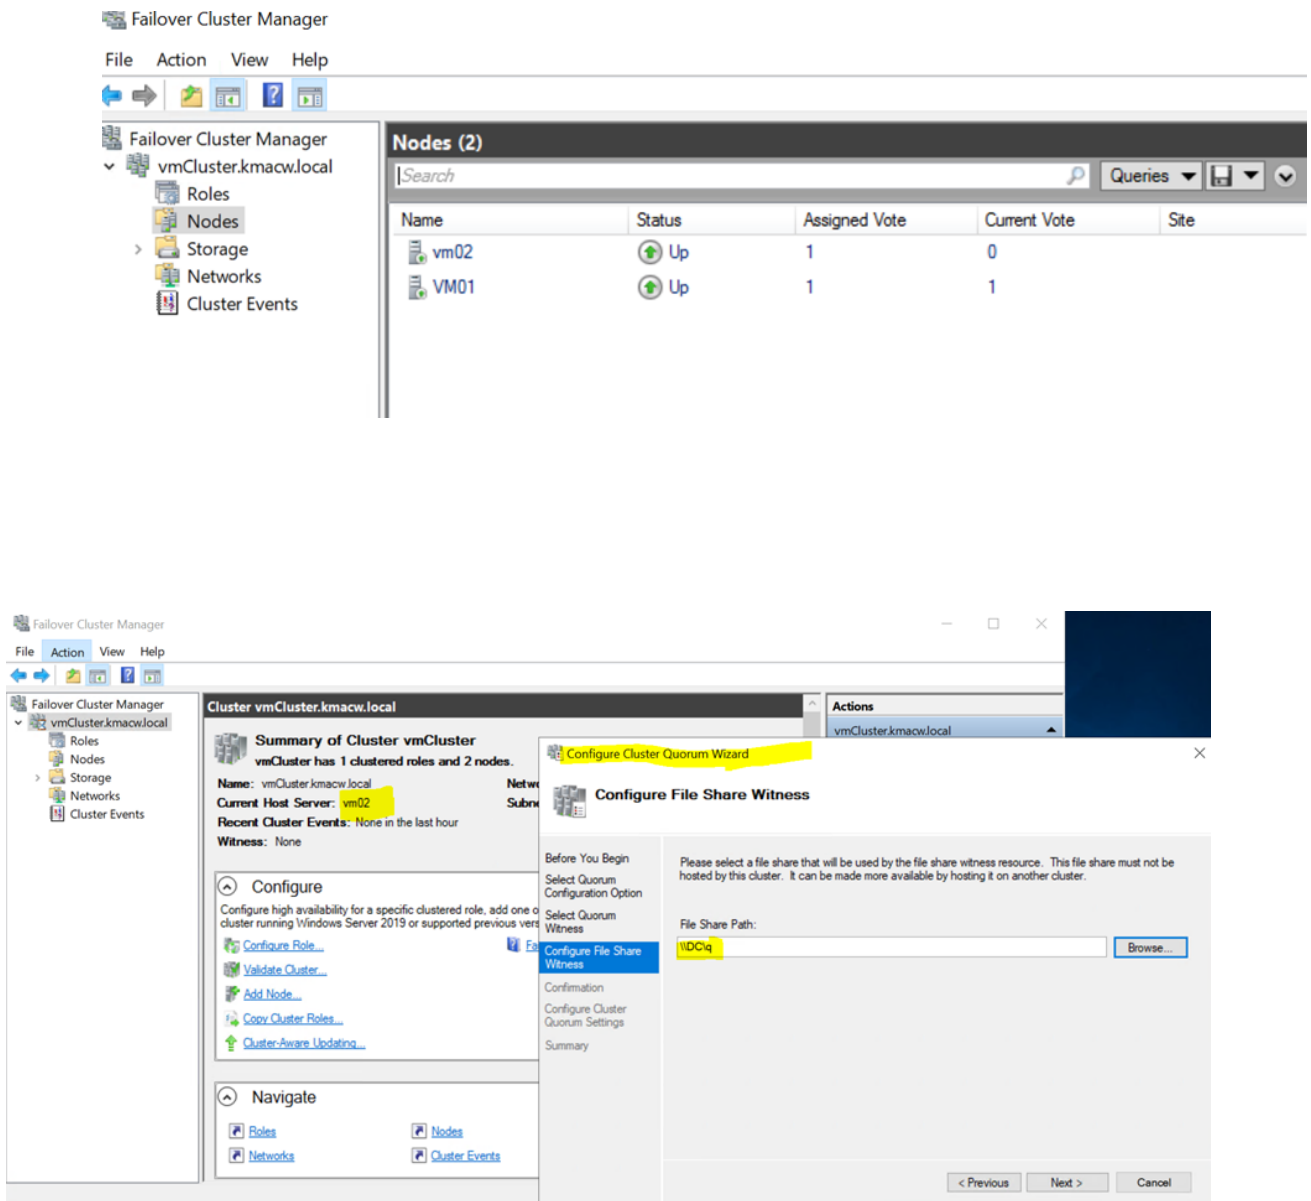 Failover Cluster Manager
File Action View Help
Failover Cluster Manager
vmCluster.kmacw.local
Roles
Nodes
Storage
Networks
Cluster Events
Nodes (2)
Search
Queries
Name Status Assigned Vote Current Vote Site
vm02 Up 1 0
VM01 Up 1 1
Failover Cluster Manager
File Action View Help
Failover Cluster Manager
vmCluster.kmacw.local
Roles
Nodes
Storage
Networks
Cluster Events
Cluster vmCluster.kmacw.local
Summary of Cluster vmCluster
vmCluster has 1 clustered roles and 2 nodes.
Name: vmCluster.kmacw.local Netw
Current Host Server: vm02 Subne
Recent Cluster Events: None in the last hour
Witness: None
Configure
Configure high availability for a specific clustered role, add one o
cluster running Windows Server 2019 or supported previous vers
Configure Role... Fa
Validate Cluster...
Add Node...
Copy Cluster Roles...
Cluster-Aware Updating...
Navigate
Roles Nodes
Networks Cluster Events
Actions
vmCluster.kmacw.local
Configure Cluster Quorum Wizard
Configure File Share Witness
Before You Begin
Select Quorum
Configuration Option
Select Quorum
Witness
Configure File Share
Witness
Confirmation
Configure Cluster
Quorum Settings
Summary
Please select a file share that will be used by the file share witness resource. This file share must not be
hosted by this cluster. It can be made more available by hosting it on another cluster.
File Share Path:
\\DC\q
Browse...
< Previous Next > Cancel